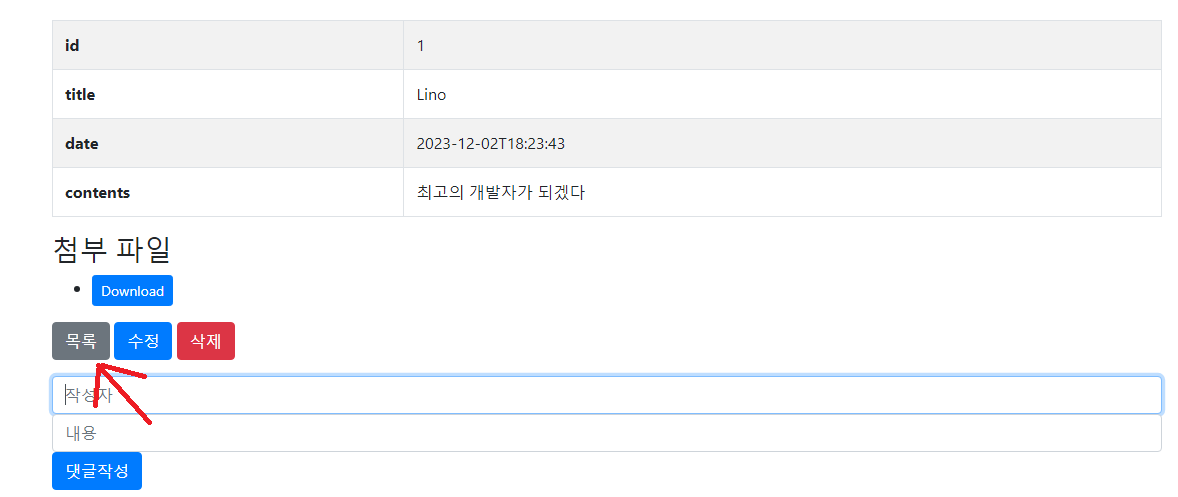 id 1
title Lino
date 2023-12-02T18:23:43
contents 최고의 개발자가 되겠다
첨부 파일
Download
목록 수정 삭제
작성자
내용
댓글작성